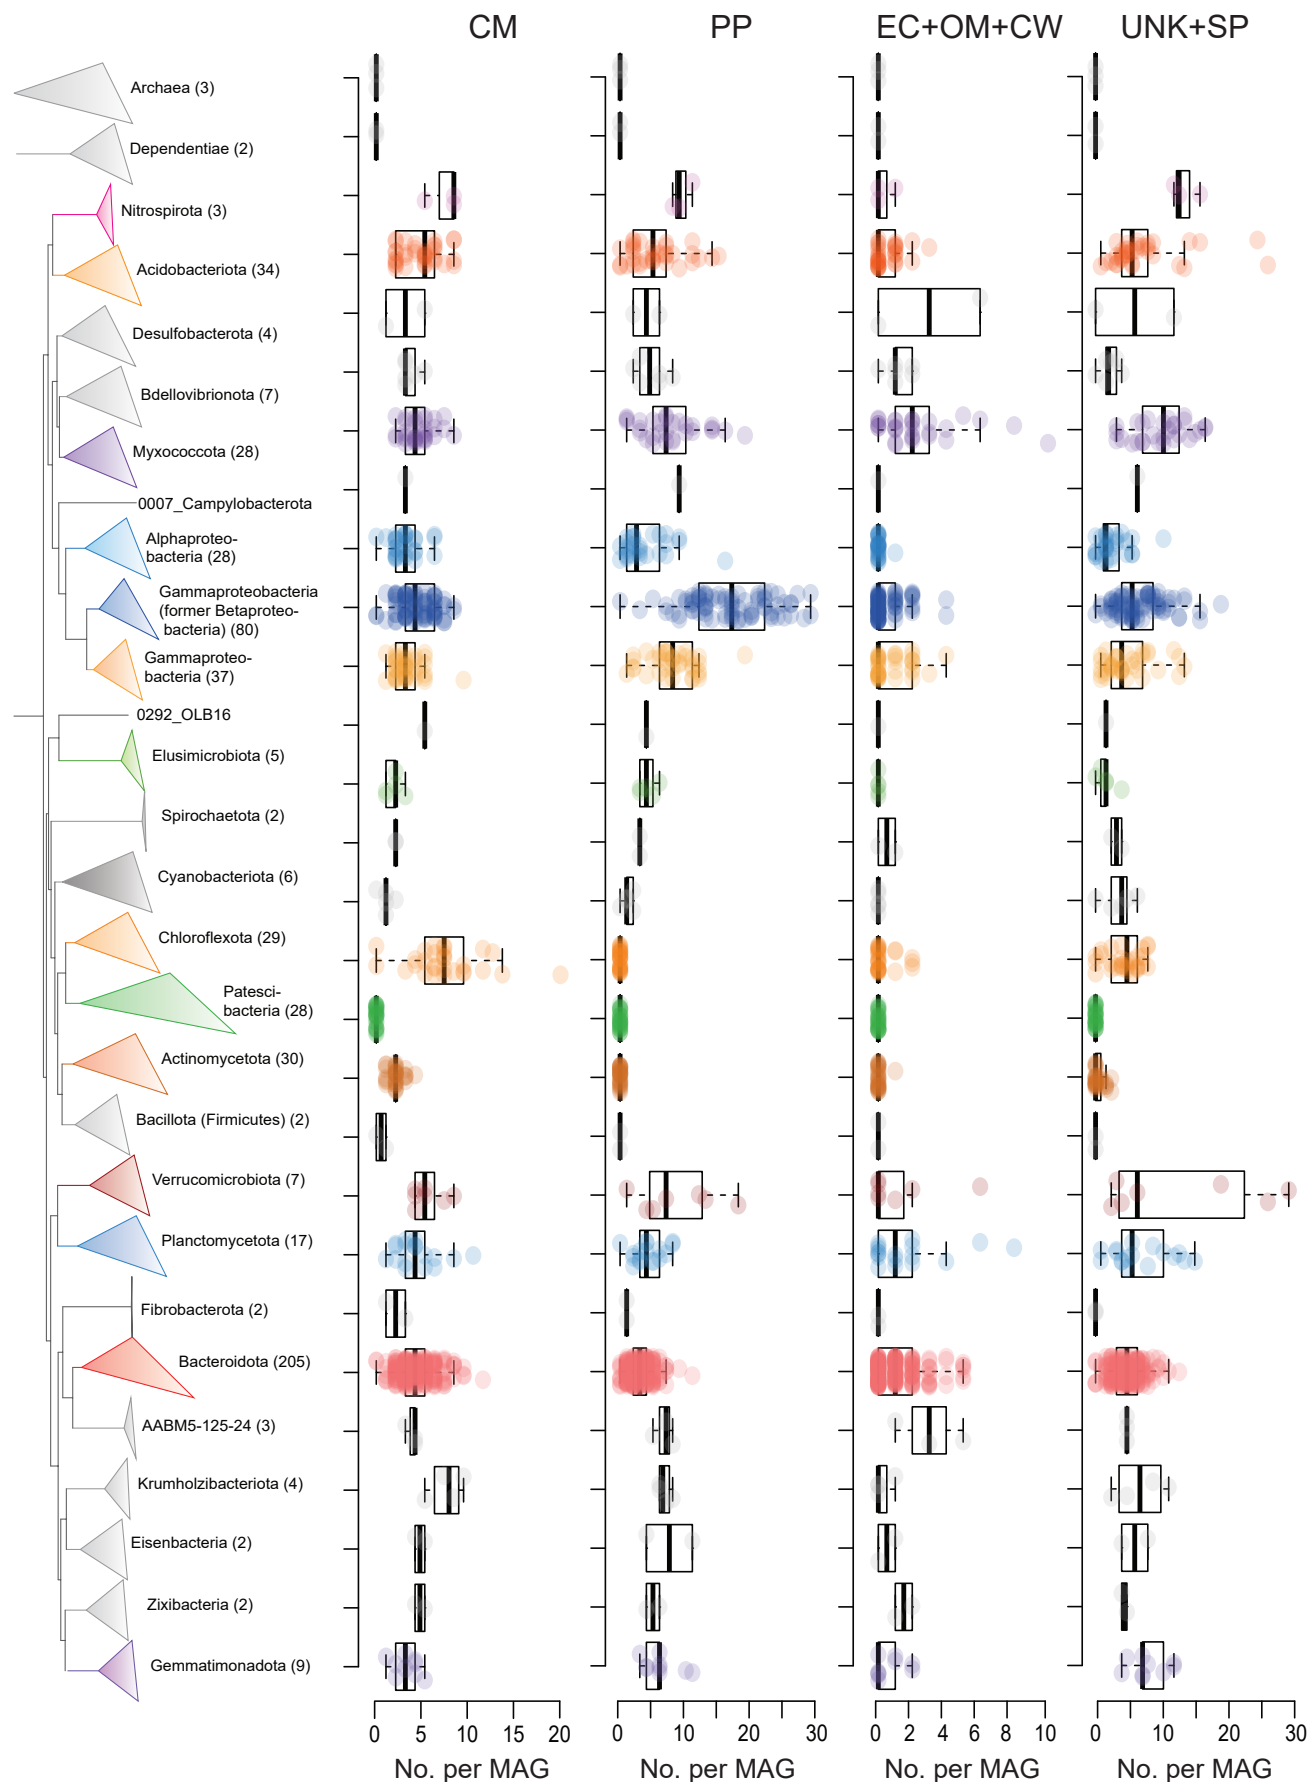 CM PP EC+OM+CW UNK+SP
Archaea (3)
Dependentiae (2)
Nitrospirota (3)
Acidobacteriota (34)
Desulfobacterota (4)
Bdellovibrionota (7)
Myxococcota (28)
0007_Campylobacterota
Alphaproteo-
bacteria (28)
Gammaproteobacteria
(former Betaproteo-
bacteria) (80)
Gammaproteo-
bacteria (37)
0292_OLB16
Elusimicrobiota (5)
Spirochaetota (2)
Cyanobacteriota (6)
Chloroflexota (29)
Patesci-
bacteria (28)
Actinomycetota (30)
Bacillota (Firmicutes) (2)
Verrucomicrobiota (7)
Planctomycetota (17)
Fibrobacterota (2)
Bacteroidota (205)
AABM5-125-24 (3)
Krumholzibacteriota (4)
Eisenbacteria (2)
Zixibacteria (2)
Gemmatimonadota (9)
0 5 10 20 0 10 20 30 0 2 4 6 10 0 10 20 30
No. per MAG No. per MAG No. per MAG No. per MAG